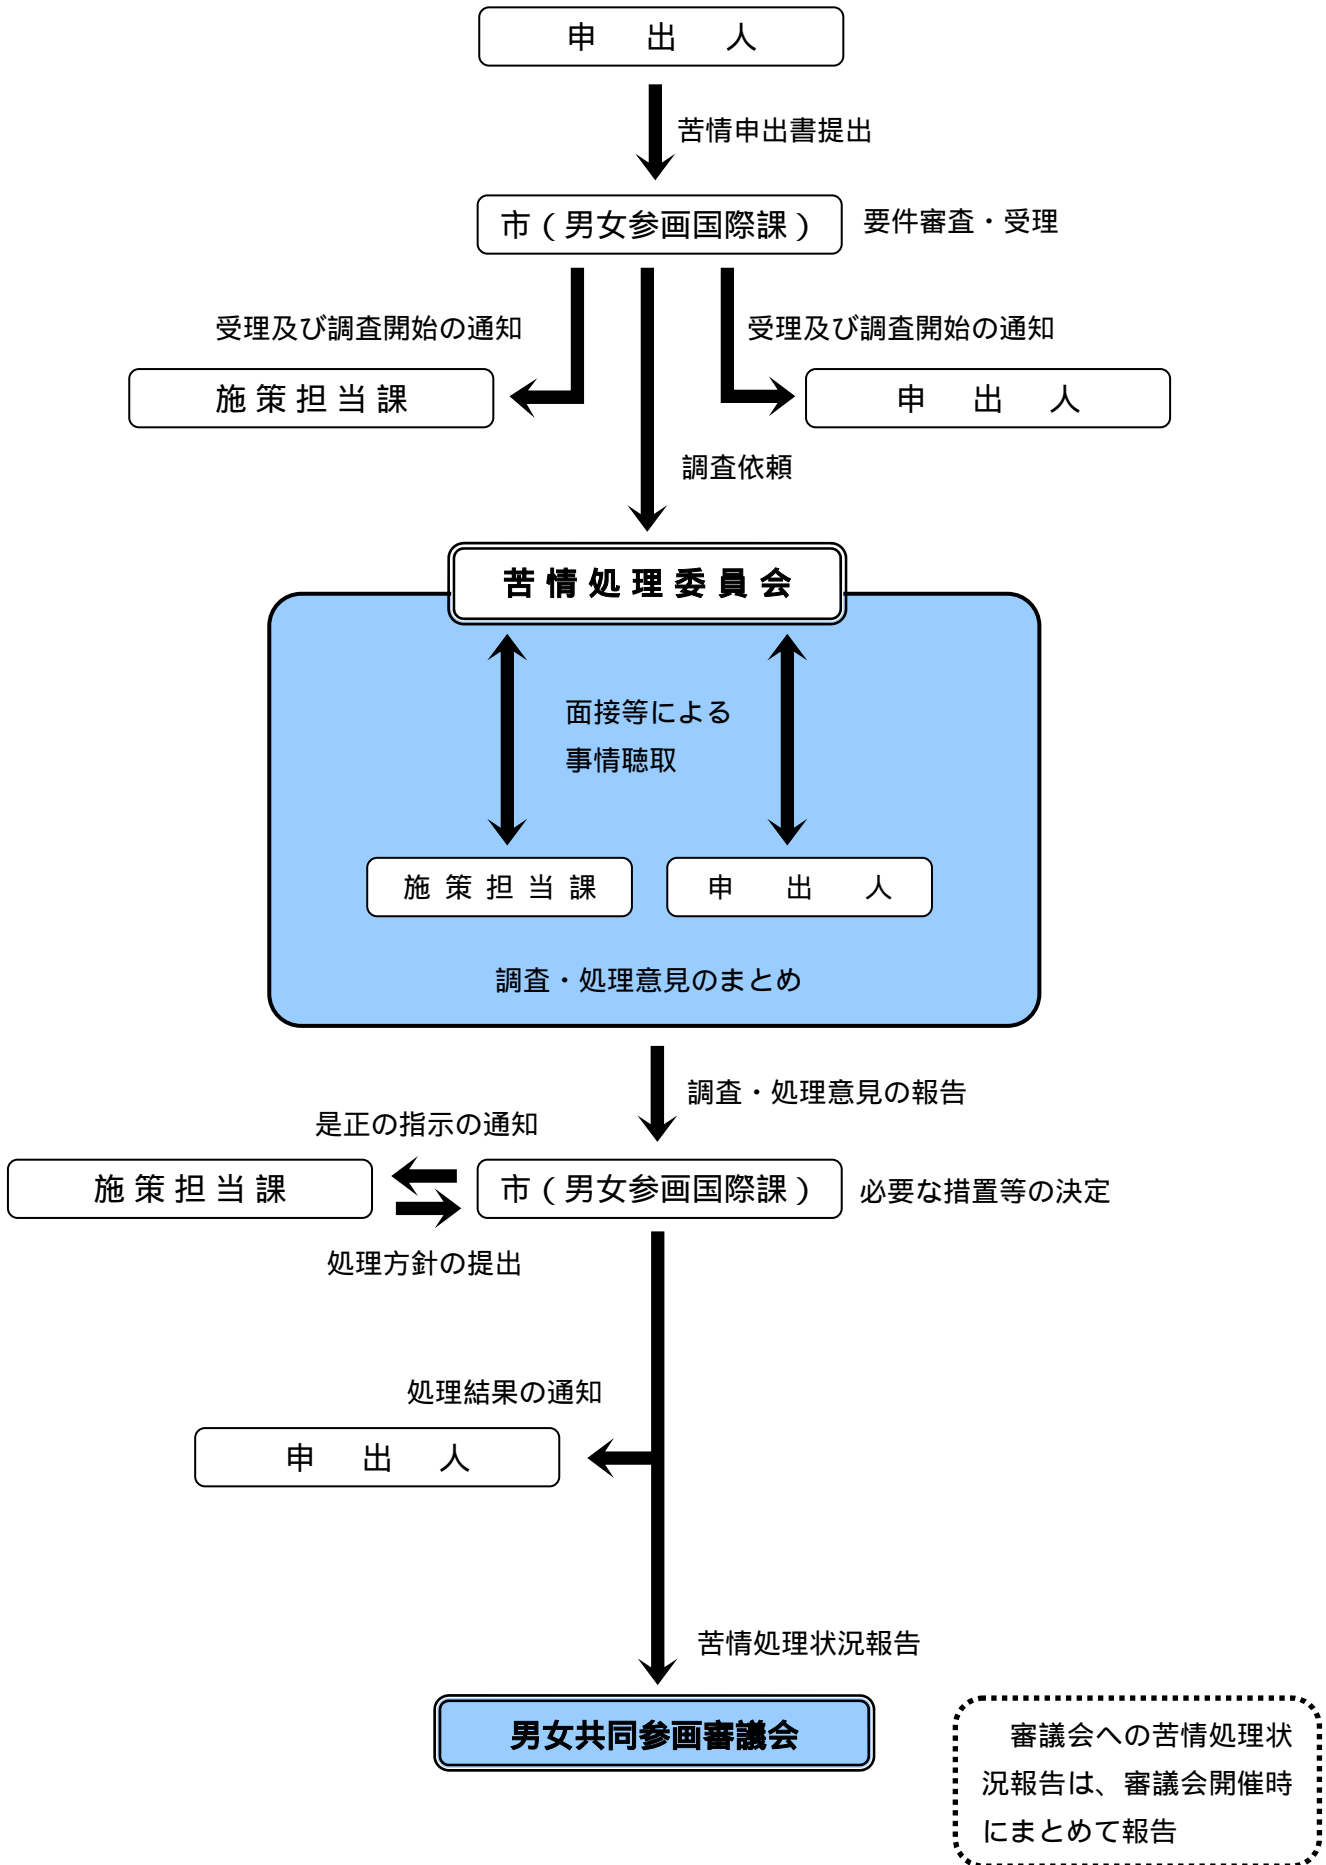 申出人
苦情申出書提出
市（男女参画国際課）
要件審査・受理
受理及び調査開始の通知
受理及び調査開始の通知
施策担当課
申出人
調査依頼
苦情処理委員会
面接等による
事情聴取
施策担当課
申出人
調査・処理意見のまとめ
調査・処理意見の報告
是正の指示の通知
施策担当課
市（男女参画国際課）
必要な措置等の決定
処理方針の提出
処理結果の通知
申出人
苦情処理状況報告
男女共同参画審議会
審議会への苦情処理状
況報告は、審議会開催時
にまとめて報告